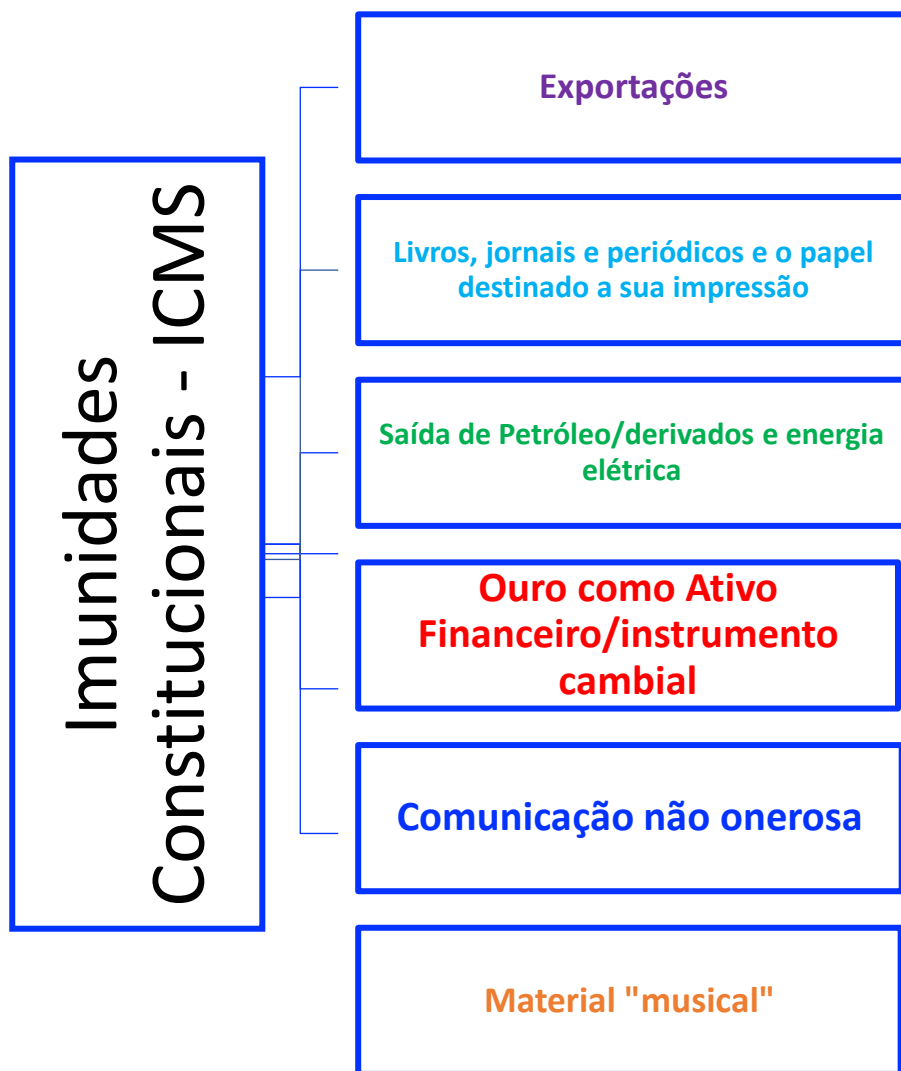 Imunidades
Constitucionais - ICMS
Exportações
Livros, jornais e periódicos e o papel
destinado a sua impressão
Saída de Petróleo/derivados e energia
elétrica
Ouro como Ativo
Financeiro/instrumento
cambial
Comunicação não onerosa
Material "musical"